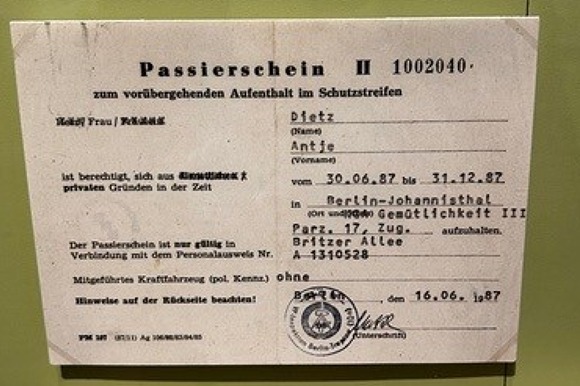 Passierschein II 1002040
zum vorübergehenden Aufenthalt im Schutzstreifen
Frau
Dietz
(Name)
Antje
(Vorname)
ist berechtigt, sich aus
privaten Gründen in der Zeit
vom 30.06.87 bis 31.12.87
in Berlin-Johannisthal
(Ort und Gemütlichkeit III
Parz. 17, Zug. aufzuhalten.
Britzer Allee
Der Passierschein ist nur gültig in
Verbindung mit dem Personalausweis Nr. A 1310528
Mitgeführtes Kraftfahrzeug (pol. Kennz.) ohne
Hinweise auf der Rückseite beachten!
Berlin, den 16.06. 1987
(Unterschrift)